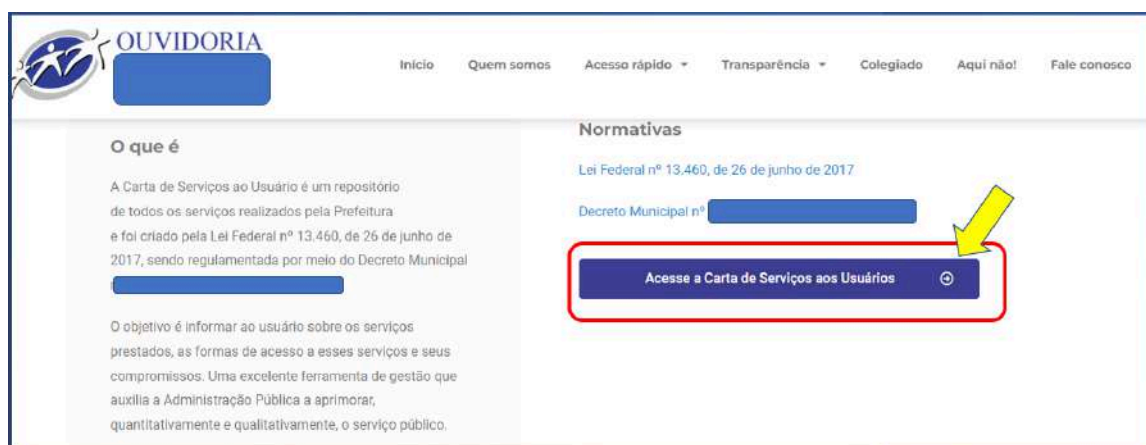 OUVIDORIA
Início Quem somos Acesso rápido Transparência Colegiado Aqui não! Fale conosco
O que é
A Carta de Serviços ao Usuário é um repositório
de todos os serviços realizados pela Prefeitura
e foi criado pela Lei Federal nº 13.460, de 26 de junho de
2017, sendo regulamentada por meio do Decreto Municipal
O objetivo é informar ao usuário sobre os serviços
prestados, as formas de acesso a esses serviços e seus
compromissos. Uma excelente ferramenta de gestão que
auxilia a Administração Pública a aprimorar,
quantitativamente e qualitativamente, o serviço público.
Normativas
Lei Federal nº 13.460, de 26 de junho de 2017
Decreto Municipal nº
Acesse a Carta de Serviços aos Usuários